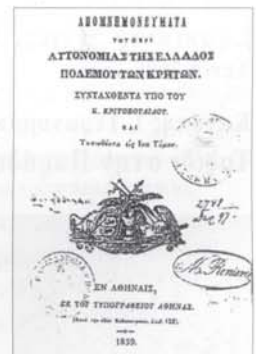 ΑΠΟΜΝΗΜΟΝΕΥΜΑΤΑ
ΤΟΥ ΠΕΡΙ
ΑΥΤΟΝΟΜΙΑΣ ΤΗΣ ΕΛΛΑΔΟΣ
ΠΟΛΕΜΟΥ ΤΩΝ ΚΡΗΤΩΝ.
ΣΥΝΤΑΧΘΕΝΤΑ ΥΠΟ ΤΟΥ
Κ. ΚΡΙΤΟΒΟΥΛΙΔΟΥ.
ΚΑΙ
Τυπωθέντα εἰς ἕνα Τόμον.
2748
ΕΝ ΑΘΗΝΑΙΣ,
ΕΚ ΤΟΥ ΤΥΠΟΓΡΑΦΕΙΟΥ ΑΘΗΝΑΣ.
1859.